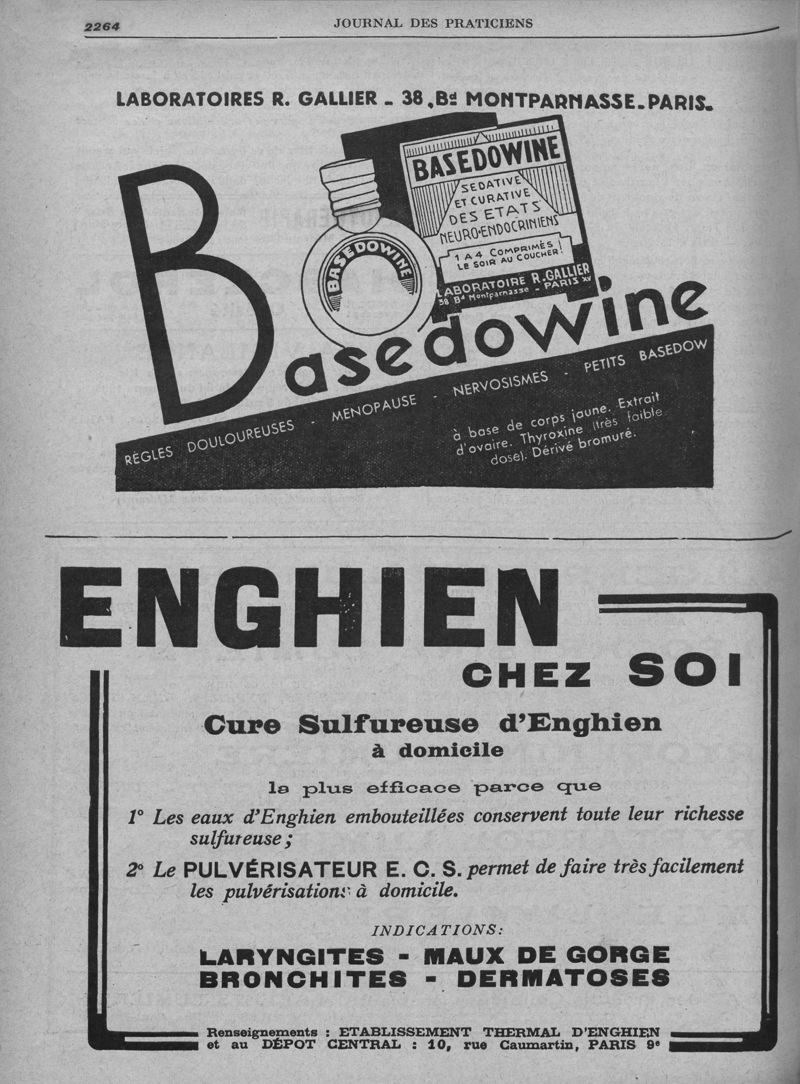 2264
JOURNAL DES PRATICIENS
LABORATOIRES R. GALLIER - 38, Bd MONTPARNASSE - PARIS -
BASEDOWINE
SEDATIVE
ET CURATIVE
DES ETATS
NEURO-ENDOCRINIENS
1 A 4 COMPRIMÉS
LE SOIR AU COUCHER!
LABORATOIRE R. GALLIER
38 Bd Montparnasse - PARIS XV
BASEDOWINE
Basedowine
RÈGLES DOULOUREUSES - MENOPAUSE - NERVOSISMES - PETITS BASEDOW
à base de corps jaune. Extrait
d'ovaire. Thyroxine (très faible
dose). Dérivé bromuré.
ENGHIEN
CHEZ SOI
Cure Sulfureuse d'Enghien
à domicile
la plus efficace parce que
1° Les eaux d'Enghien embouteillées conservent toute leur richesse
sulfureuse ;
2° Le PULVÉRISATEUR E. C. S. permet de faire très facilement
les pulvérisations à domicile.
INDICATIONS:
LARYNGITES - MAUX DE GORGE
BRONCHITES - DERMATOSES
Renseignements : ETABLISSEMENT THERMAL D'ENGHIEN
et au DÉPOT CENTRAL : 10, rue Caumartin, PARIS 9e